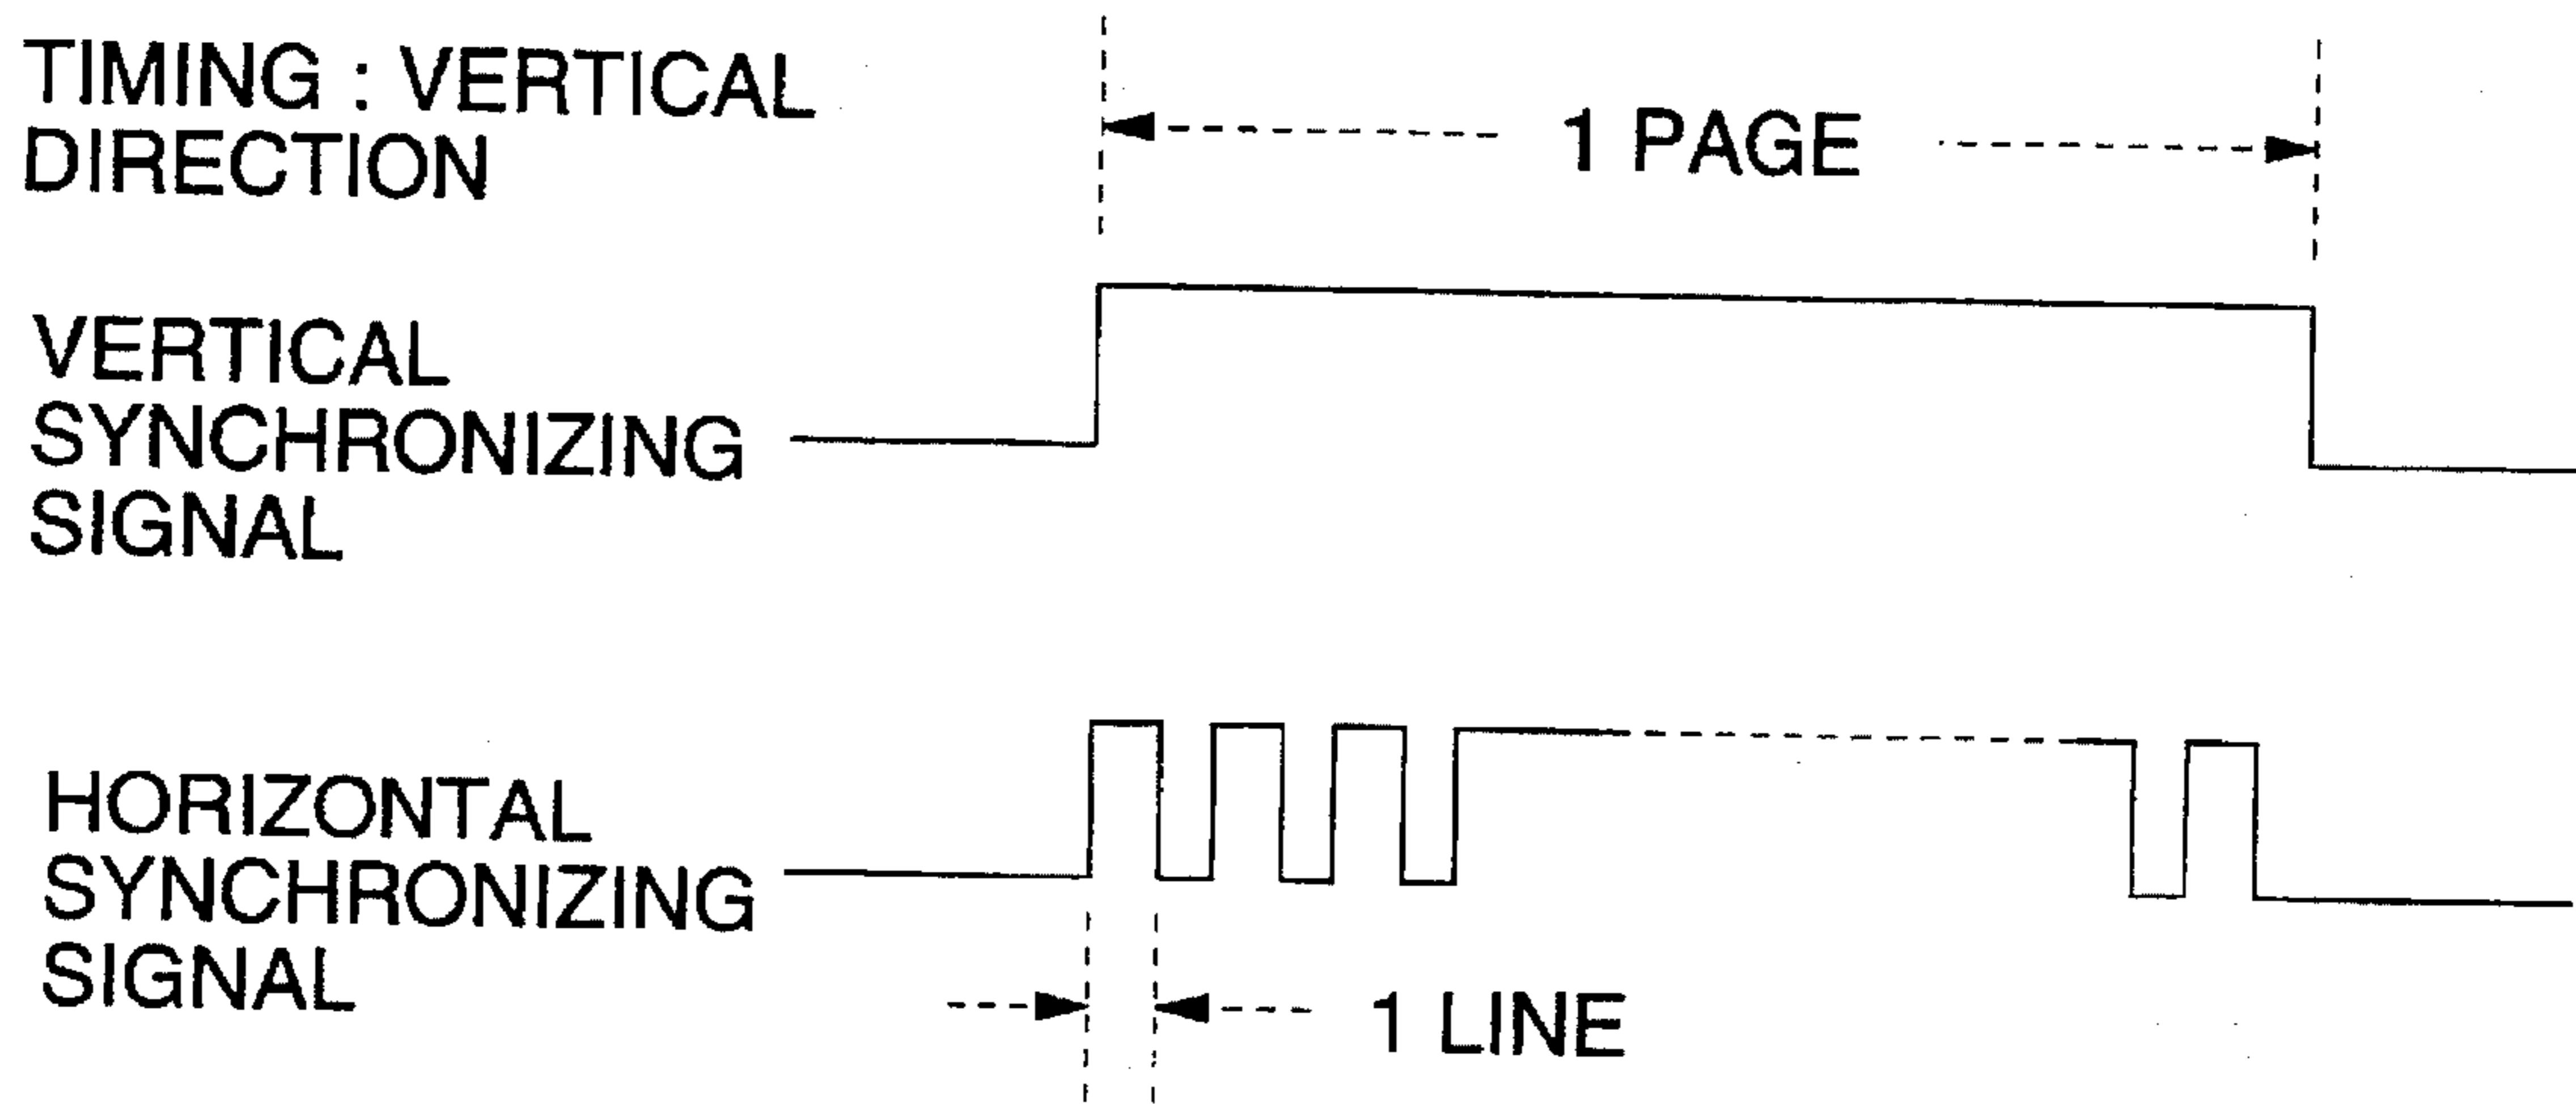 TIMING : VERTICAL
DIRECTION
1 PAGE
VERTICAL
SYNCHRONIZING
SIGNAL
HORIZONTAL
SYNCHRONIZING
SIGNAL
1 LINE